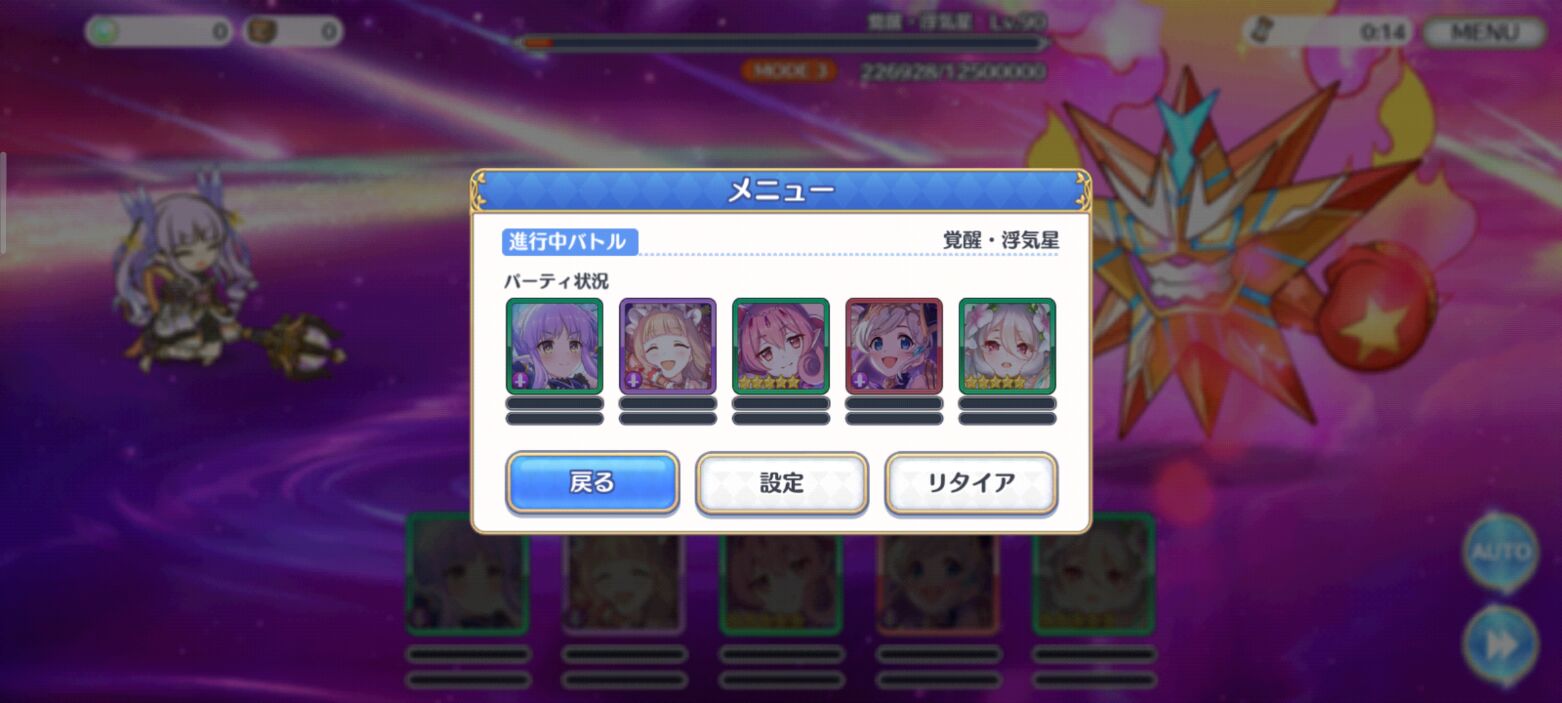 0
0
覚醒・浮気星 Lv.90
0:14
MENU
MODE 3
226928/12500000
メニュー
進行中バトル
覚醒・浮気星
パーティ状況
戻る
設定
リタイア
AUTO